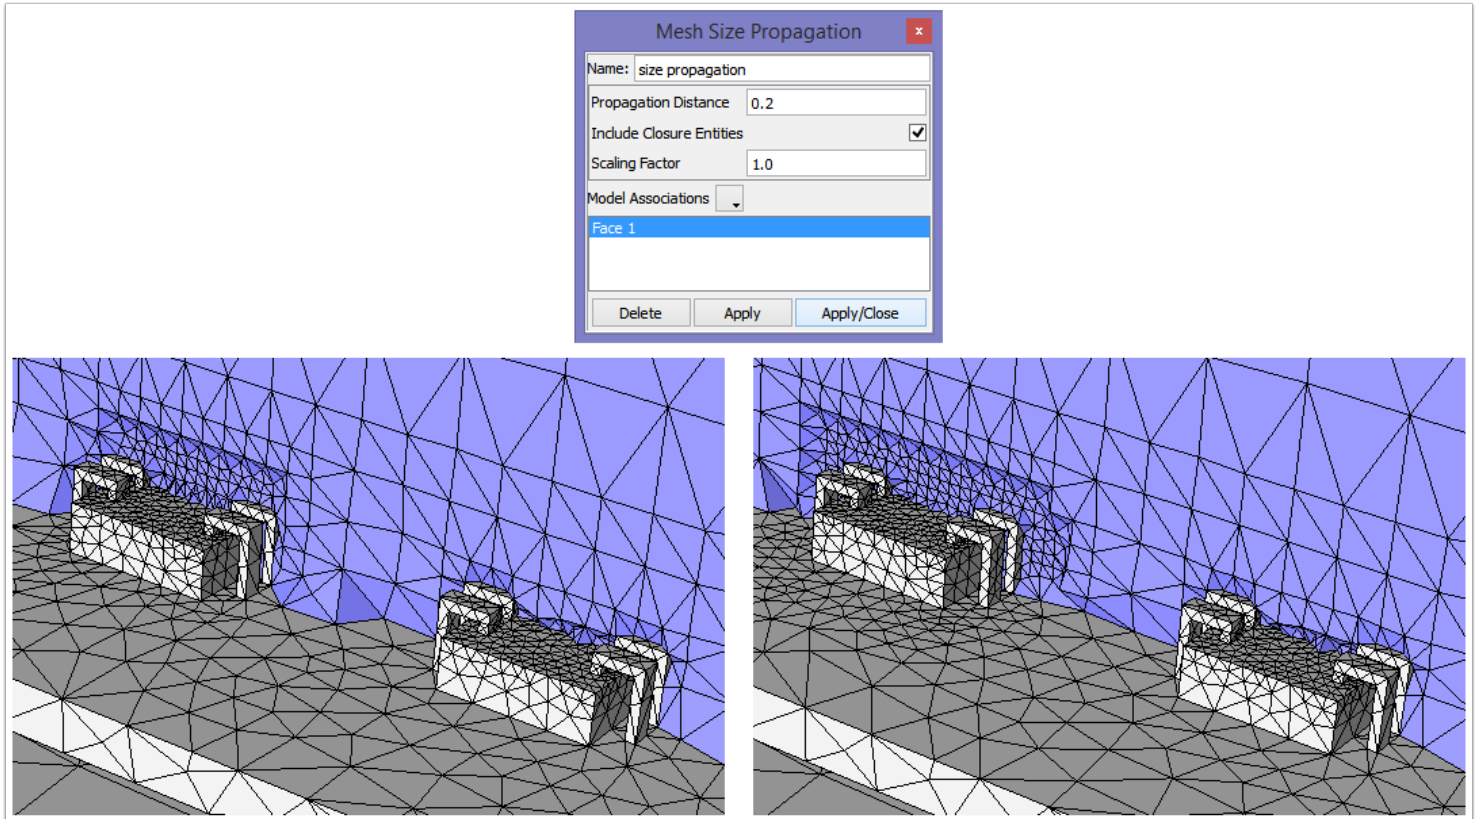 Mesh Size Propagation
x
Name: size propagation
Propagation Distance 0.2
Include Closure Entities
Scaling Factor 1.0
Model Associations
Face 1
Delete Apply Apply/Close